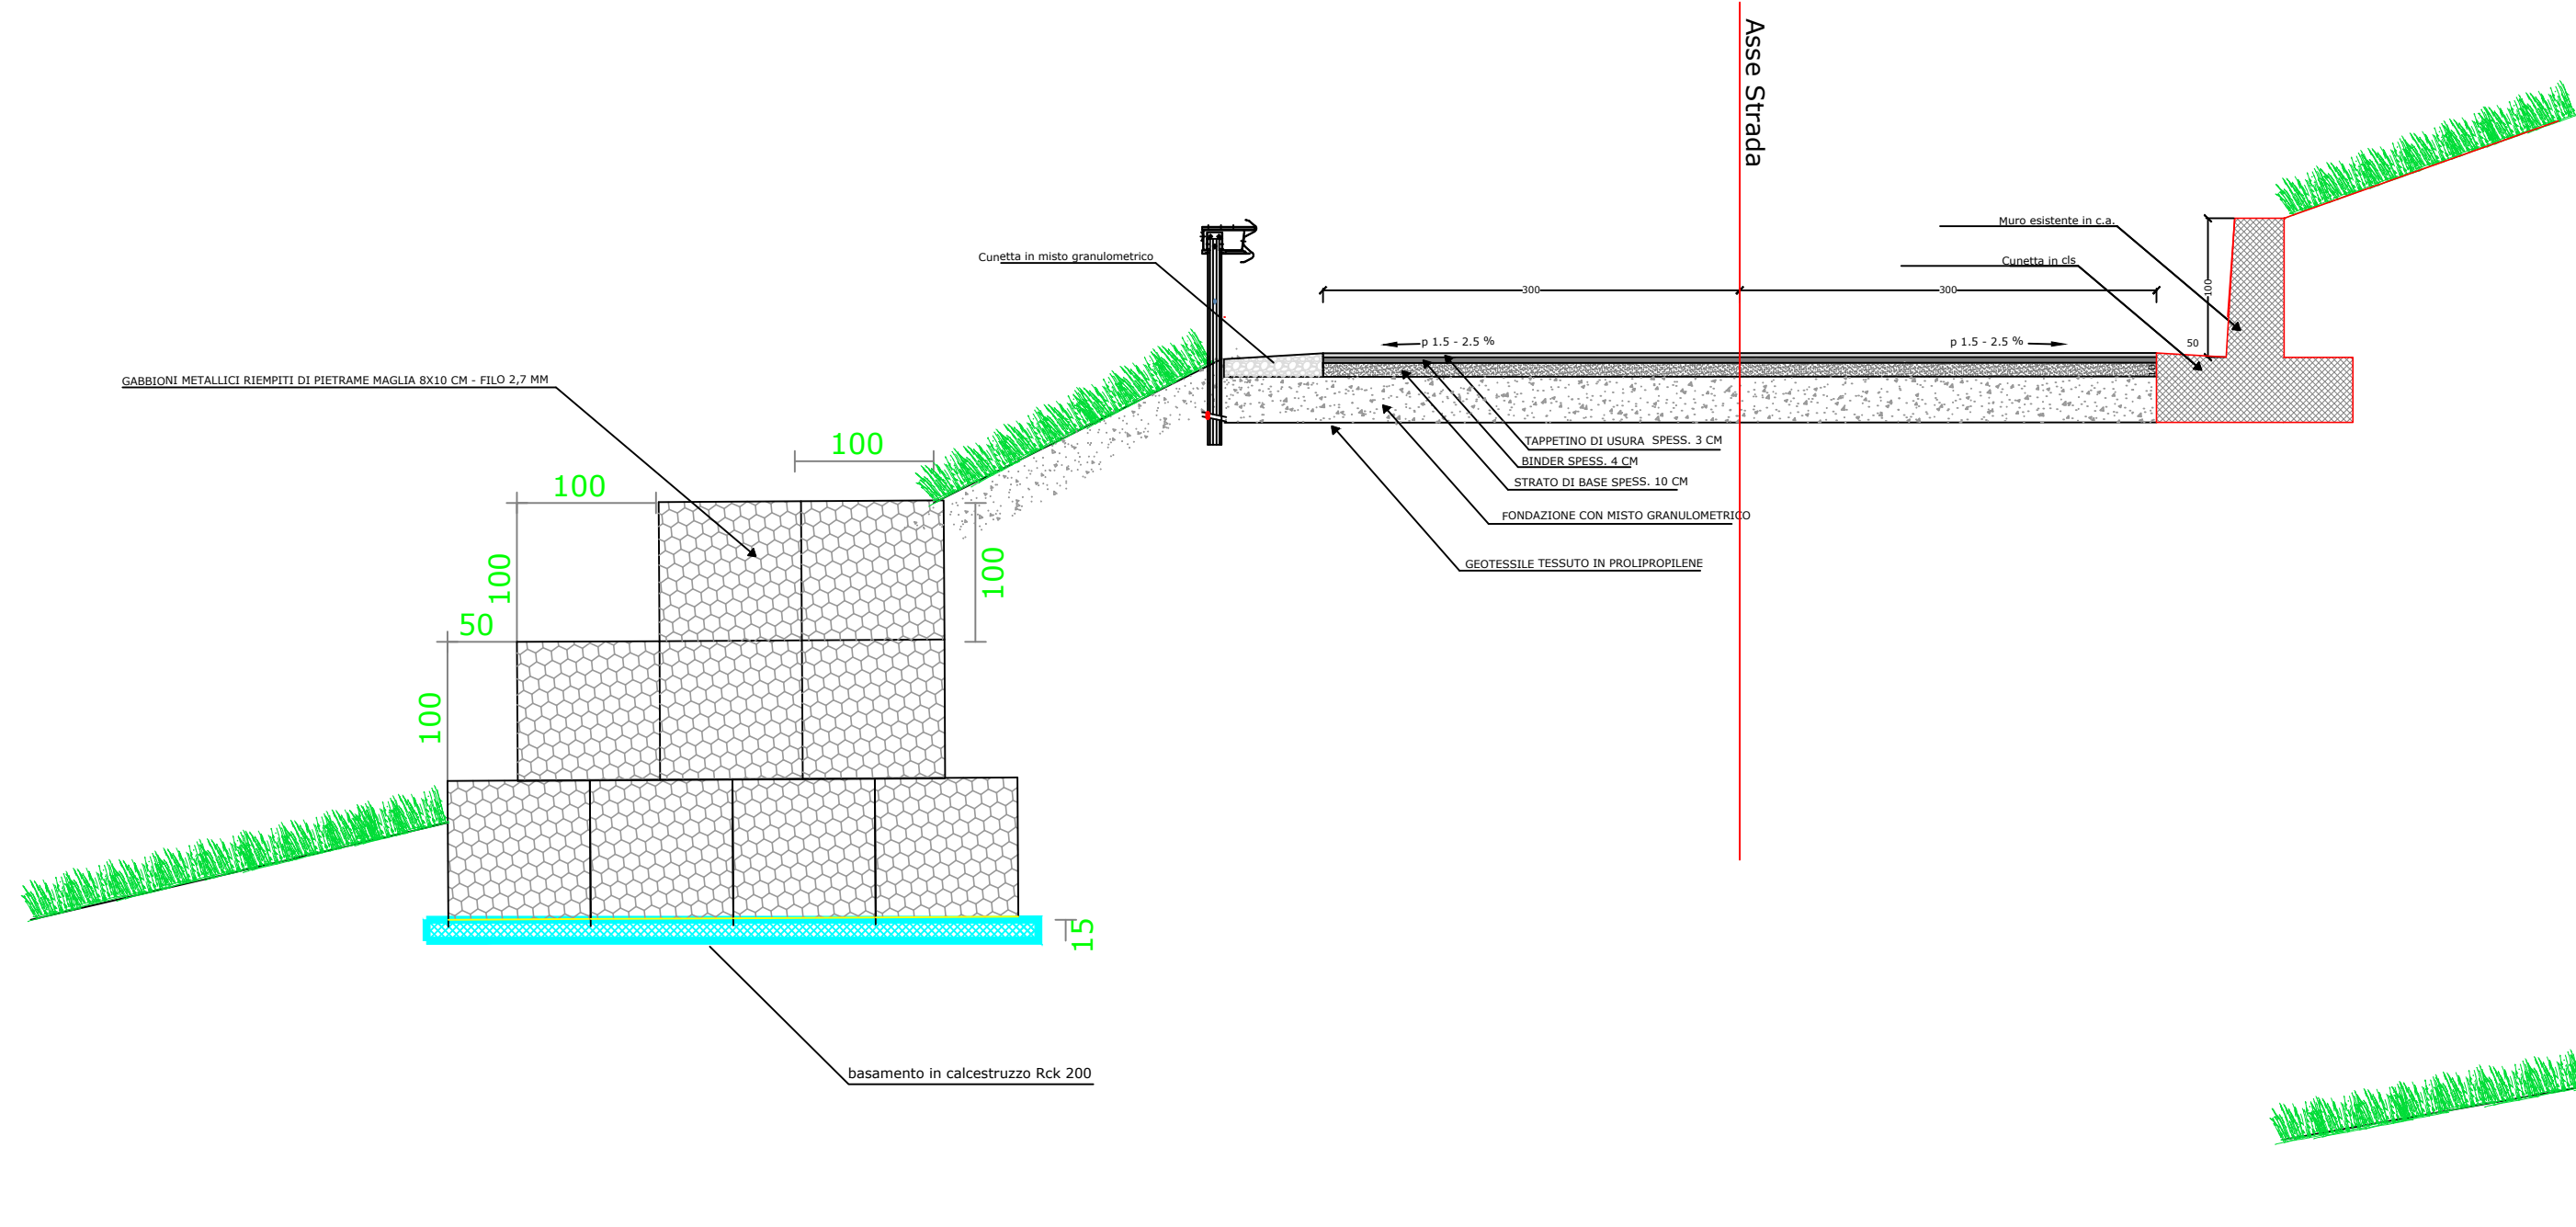 Asse Strada
Muro esistente in c.a.
Cunetta in misto granulometrico
Cunetta in cls
300
300
100
p 1.5 - 2.5 %
p 1.5 - 2.5 %
50
GABBIONI METALLICI RIEMPITI DI PIETRAME MAGLIA 8X10 CM - FILO 2,7 MM
TAPPETINO DI USURA SPESS. 3 CM
BINDER SPESS. 4 CM
STRATO DI BASE SPESS. 10 CM
FONDAZIONE CON MISTO GRANULOMETRICO
GEOTESSILE TESSUTO IN PROLIPROPILENE
100
100
100
100
50
100
15
basamento in calcestruzzo Rck 200